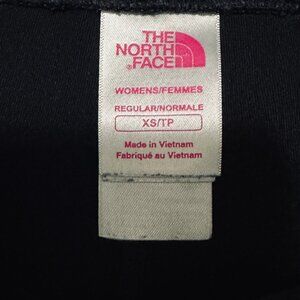 THE
NORTH
FACE
WOMENS/FEMMES
REGULAR/NORMALE
XS/TP
Made in Vietnam
Fabriqué au Vietnam